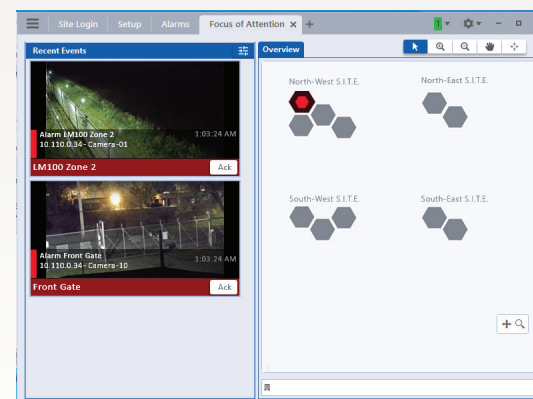 Site Login Setup Alarms Focus of Attention × +
1
Recent Events
Alarm LM100 Zone 2
10.110.0.34 - Camera-01
1:03:24 AM
LM100 Zone 2
Ack
Alarm Front Gate
10.110.0.34 - Camera-10
1:03:24 AM
Front Gate
Ack
Overview
North-West S.I.T.E.
North-East S.I.T.E.
South-West S.I.T.E.
South-East S.I.T.E.